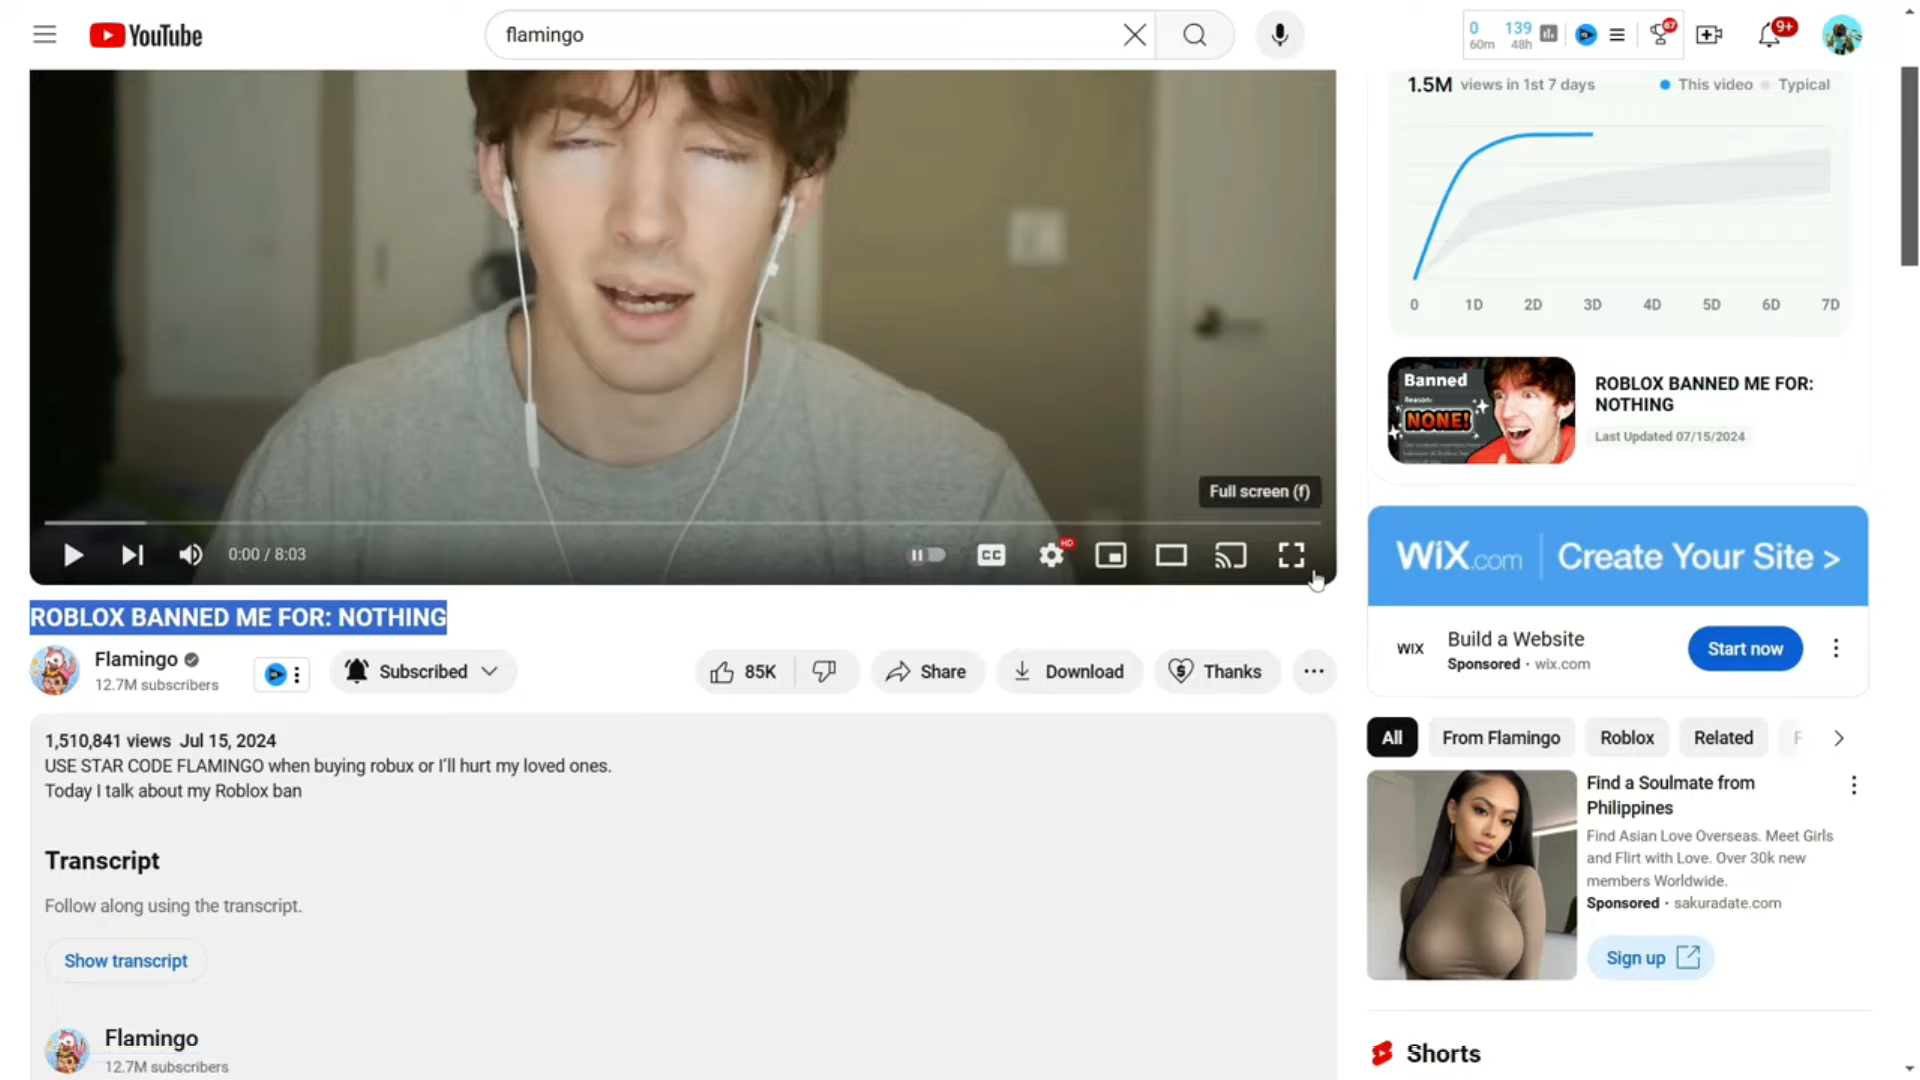 YouTube
flamingo
0
60m
139
48h
67
9+
1.5M views in 1st 7 days
This video
Typical
0 1D 2D 3D 4D 5D 6D 7D
Banned
Reason:
NONE!
ROBLOX BANNED ME FOR:
NOTHING
Last Updated 07/15/2024
Full screen (f)
0:00 / 8:03
CC
HD
WiX.com Create Your Site >
WIX
Build a Website
Sponsored · wix.com
Start now
ROBLOX BANNED ME FOR: NOTHING
Flamingo
12.7M subscribers
Subscribed
85K
Share
Download
Thanks
1,510,841 views Jul 15, 2024
USE STAR CODE FLAMINGO when buying robux or I'll hurt my loved ones.
Today I talk about my Roblox ban
Transcript
Follow along using the transcript.
Show transcript
Flamingo
12.7M subscribers
All
From Flamingo
Roblox
Related
Find a Soulmate from
Philippines
Find Asian Love Overseas. Meet Girls
and Flirt with Love. Over 30k new
members Worldwide.
Sponsored · sakuradate.com
Sign up
Shorts